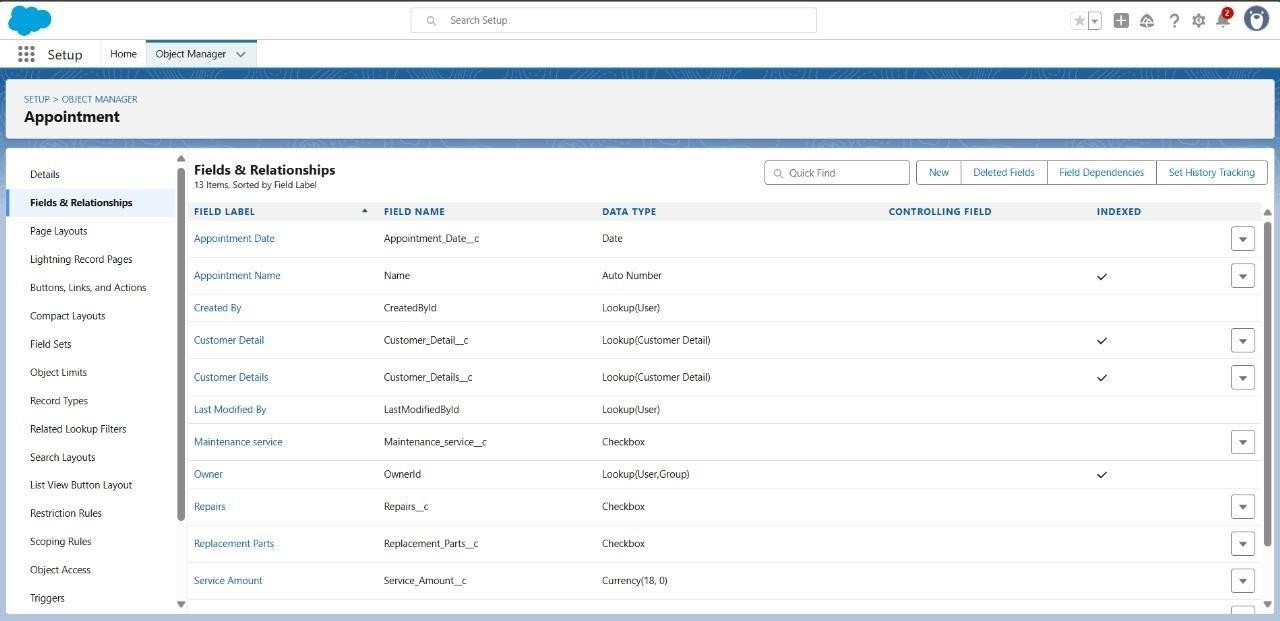 Search Setup
2
Setup
Home
Object Manager
SETUP > OBJECT MANAGER
Appointment
Details
Fields & Relationships
Page Layouts
Lightning Record Pages
Buttons, Links, and Actions
Compact Layouts
Field Sets
Object Limits
Record Types
Related Lookup Filters
Search Layouts
List View Button Layout
Restriction Rules
Scoping Rules
Object Access
Triggers
Fields & Relationships
13 Items, Sorted by Field Label
Quick Find
New
Deleted Fields
Field Dependencies
Set History Tracking
FIELD LABEL FIELD NAME DATA TYPE CONTROLLING FIELD INDEXED
Appointment Date Appointment_Date__c Date
Appointment Name Name Auto Number
Created By CreatedById Lookup(User)
Customer Detail Customer_Detail__c Lookup(Customer Detail)
Customer Details Customer_Details__c Lookup(Customer Detail)
Last Modified By LastModifiedById Lookup(User)
Maintenance service Maintenance_service__c Checkbox
Owner OwnerId Lookup(User,Group)
Repairs Repairs__c Checkbox
Replacement Parts Replacement_Parts__c Checkbox
Service Amount Service_Amount__c Currency(18, 0)